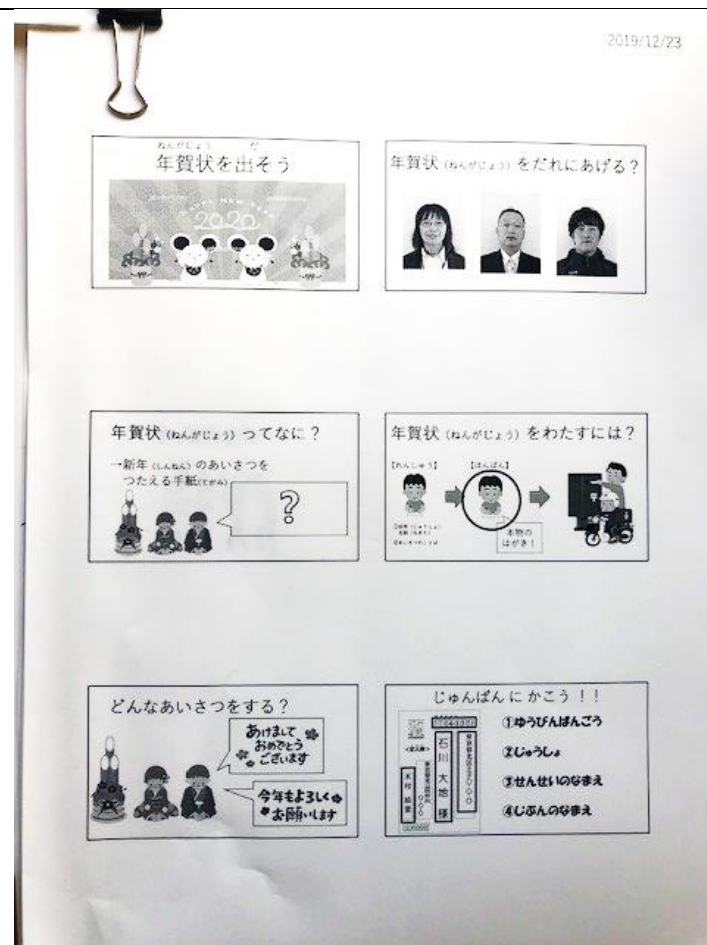 2019/12/23
ねんがじょう だ
年賀状を出そう
HAPPY NEW YEAR
2020
年賀状（ねんがじょう）をだれにあげる？
年賀状（ねんがじょう）ってなに？
→新年（しんねん）のあいさつを
つたえる手紙（てがみ）
?
年賀状（ねんがじょう）をわたすには？
【れんしゅう】
【ほんばん】
本物の
はがき！
どんなあいさつをする？
あけまして
おめでとう
ございます
今年もよろしく
お願いします
じゅんばんに かこう！！
石川 大地 様
①ゆうびんばんごう
②じゅうしょ
③せんせいのなまえ
④じぶんのなまえ